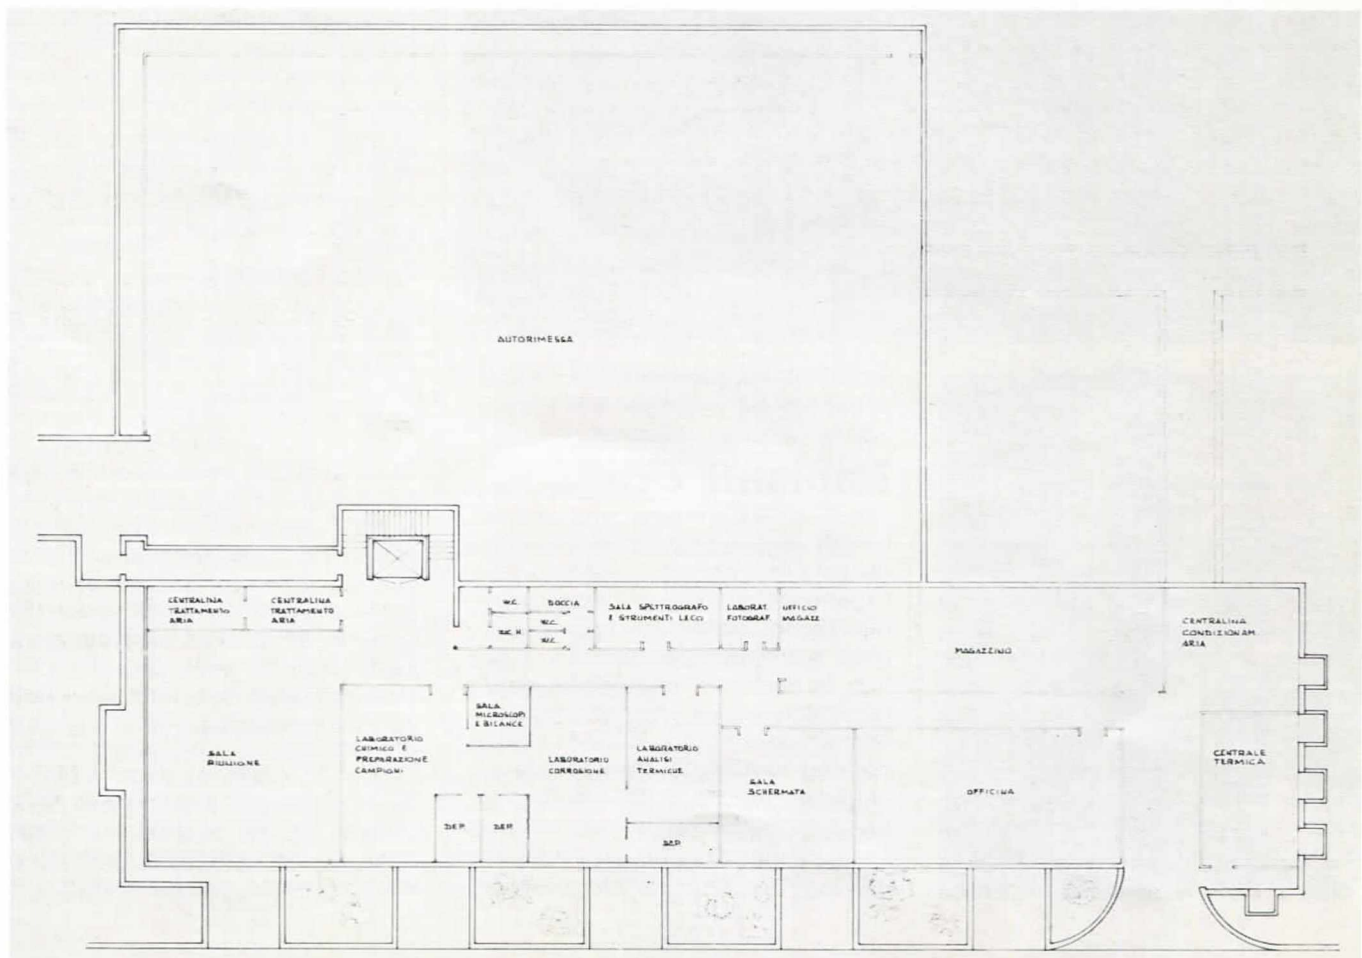 AUTORIMESSA
CENTRALINA
TRATTAMENTO
ARIA
CENTRALINA
TRATTAMENTO
ARIA
W.C.
DOCCIA
W.C.
W.C. H.
W.C.
SALA SPETTROGRAFO
E STRUMENTI LECO
LABORAT.
FOTOGRAF.
UFFICIO
MAGAZZ.
MAGAZZINO
CENTRALINA
CONDIZIONAM.
ARIA
SALA
RIUNIONE
LABORATORIO
CHIMICO E
PREPARAZIONE
CAMPIONI
SALA
MICROSCOPI
E BILANCE
DEP.
DEP.
LABORATORIO
CORROSIONE
LABORATORIO
ANALISI
TERMICHE
DEP.
SALA
SCHERMATA
OFFICINA
CENTRALE
TERMICA